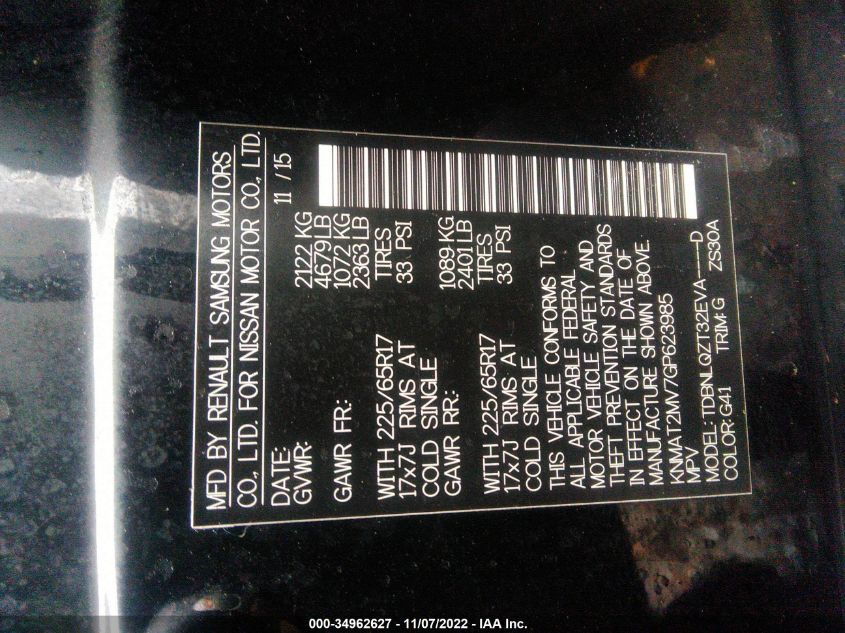 MFD BY RENAULT SAMSUNG MOTORS
CO., LTD. FOR NISSAN MOTOR CO., LTD.
DATE: 11 / 15
GVWR: 2122 KG
4679 LB
GAWR FR: 1072 KG
2363 LB
WITH 225/65R17 TIRES
17x7J RIMS AT 33 PSI
COLD SINGLE
GAWR RR: 1089 KG
2401 LB
WITH 225/65R17 TIRES
17x7J RIMS AT 33 PSI
COLD SINGLE
THIS VEHICLE CONFORMS TO
ALL APPLICABLE FEDERAL
MOTOR VEHICLE SAFETY AND
THEFT PREVENTION STANDARDS
IN EFFECT ON THE DATE OF
MANUFACTURE SHOWN ABOVE.
KNMAT2MV7GP623985
MPV
MODEL: TDBNLQZT32EVA-----D
COLOR: G41 TRIM: G ZS30A
000-34962627 - 11/07/2022 - IAA Inc.